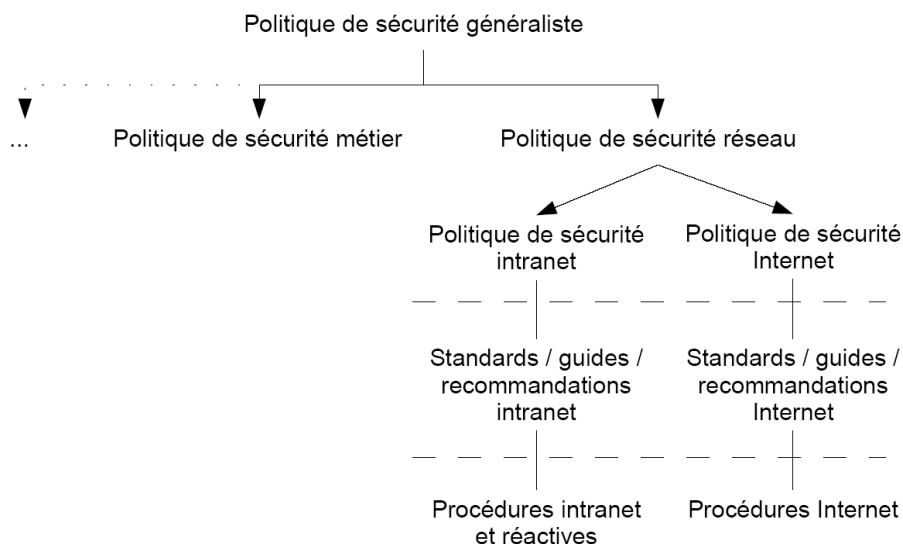 Politique de sécurité généraliste
...
Politique de sécurité métier
Politique de sécurité réseau
Politique de sécurité
intranet
Politique de sécurité
Internet
Standards / guides /
recommandations
intranet
Standards / guides /
recommandations
Internet
Procédures intranet
et réactives
Procédures Internet